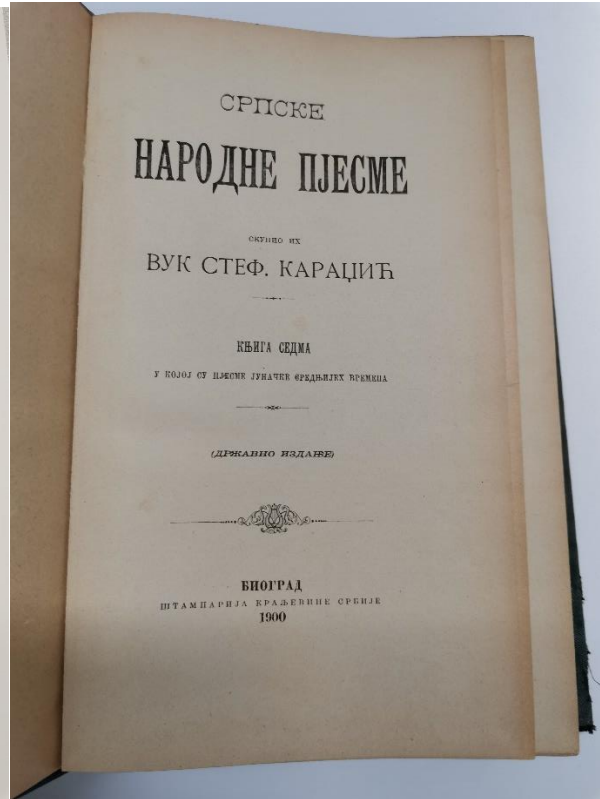 СРПСКЕ
НАРОДНЕ ПЈЕСМЕ
СКУПИО ИХ
ВУК СТЕФ. КАРАЏИЋ
КЊИГА СЕДМА
У КОЈОЈ СУ ПЈЕСМЕ ЈУНАЧКЕ СРЕДЊИЈЕХ ВРЕМЕНА
(ДРЖАВНО ИЗДАЊЕ)
БИОГРАД
ШТАМПАРИЈА КРАЉЕВИНЕ СРБИЈЕ
1900